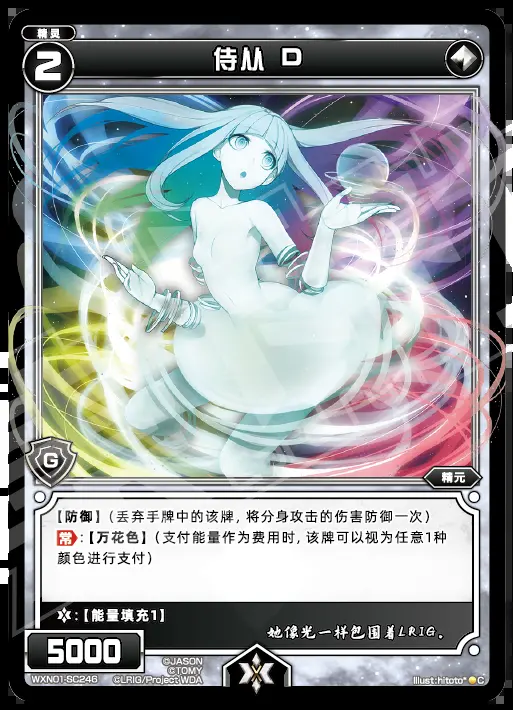 精灵
2
侍从 D
G
精元
【防御】(丢弃手牌中的该牌, 将分身攻击的伤害防御一次)
常:【万花色】(支付能量作为费用时, 该牌可以视为任意1种
颜色进行支付)
:【能量填充1】
她像光一样包围着LRIG。
5000
©JASON
©TOMY
WXN01-SC246 ©LRIG/Project WDA
Illust:hitoto* C